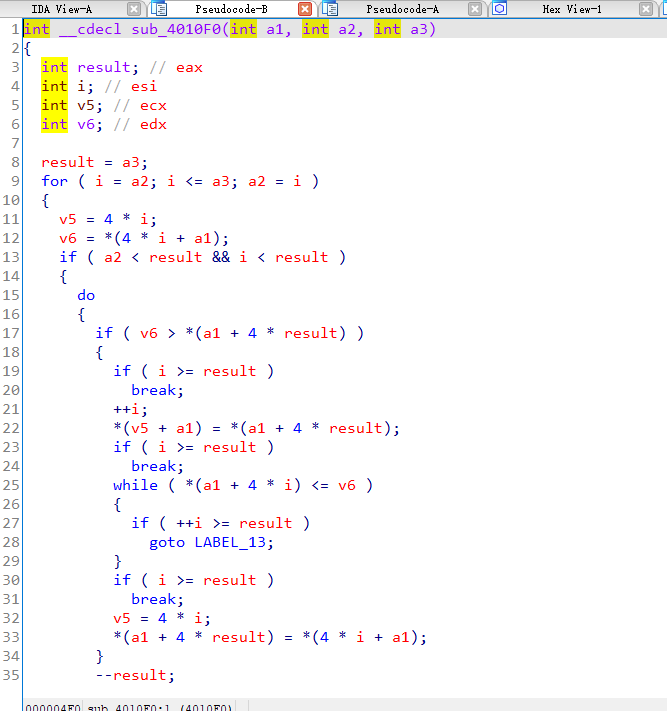 IDA View-A Pseudocode-B Pseudocode-A Hex View-1
1 int __cdecl sub_4010F0(int a1, int a2, int a3)
2 {
3 int result; // eax
4 int i; // esi
5 int v5; // ecx
6 int v6; // edx
7
8 result = a3;
9 for ( i = a2; i <= a3; a2 = i )
10 {
11 v5 = 4 * i;
12 v6 = *(4 * i + a1);
13 if ( a2 < result && i < result )
14 {
15 do
16 {
17 if ( v6 > *(a1 + 4 * result) )
18 {
19 if ( i >= result )
20 break;
21 ++i;
22 *(v5 + a1) = *(a1 + 4 * result);
23 if ( i >= result )
24 break;
25 while ( *(a1 + 4 * i) <= v6 )
26 {
27 if ( ++i >= result )
28 goto LABEL_13;
29 }
30 if ( i >= result )
31 break;
32 v5 = 4 * i;
33 *(a1 + 4 * result) = *(4 * i + a1);
34 }
35 --result;
000004F0 sub_4010F0:1 (4010F0)